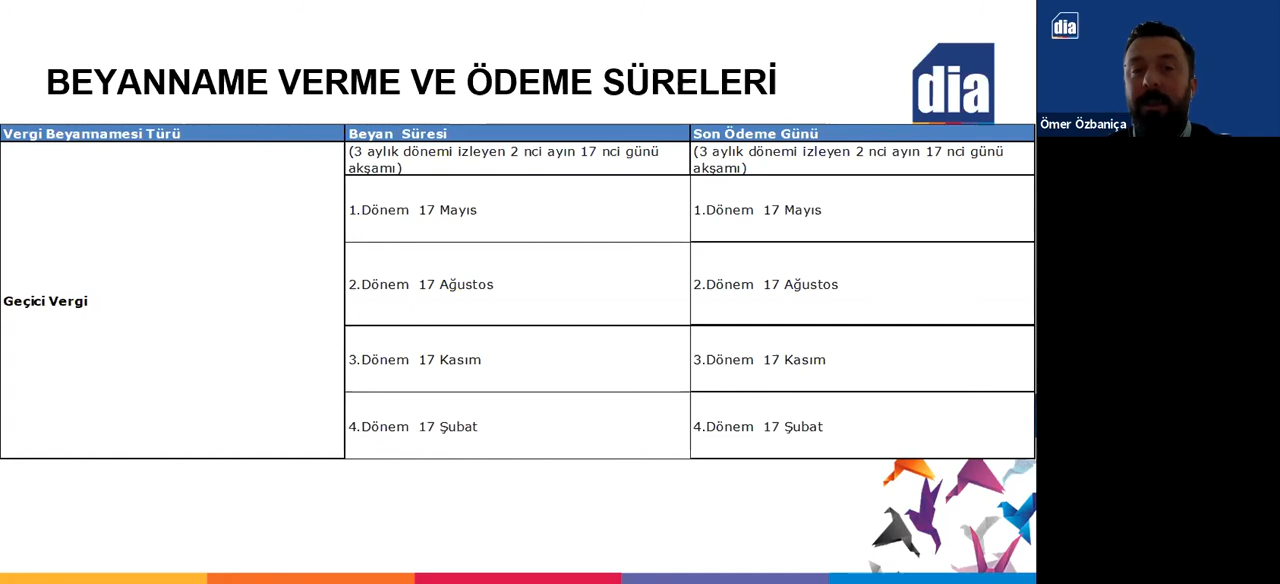 dia
BEYANNAME VERME VE ÖDEME SÜRELERİ
dia
Ömer Özbaniça
Vergi Beyannamesi Türü
Beyan Süresi
Son Ödeme Günü
(3 aylık dönemi izleyen 2 nci ayın 17 nci günü
akşamı)
(3 aylık dönemi izleyen 2 nci ayın 17 nci günü
akşamı)
1.Dönem 17 Mayıs
1.Dönem 17 Mayıs
2.Dönem 17 Ağustos
2.Dönem 17 Ağustos
Geçici Vergi
3.Dönem 17 Kasım
3.Dönem 17 Kasım
4.Dönem 17 Şubat
4.Dönem 17 Şubat